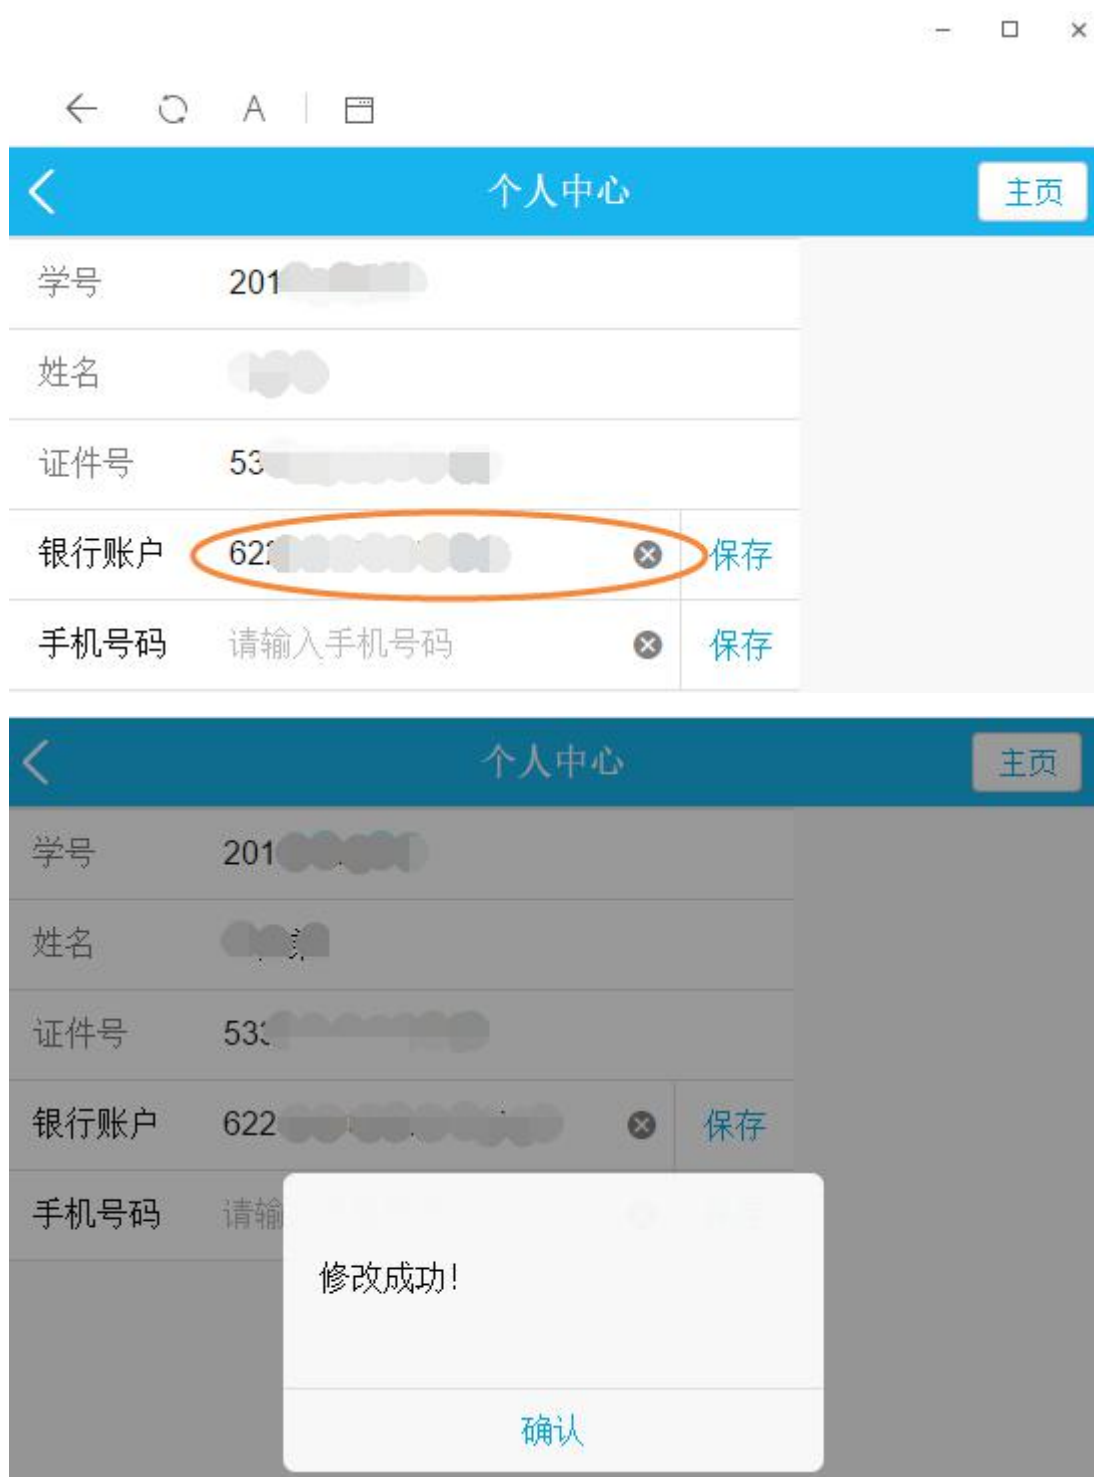 A
个人中心 主页
学号 201
姓名
证件号 53
银行账户 622 保存
手机号码 请输入手机号码 保存
个人中心 主页
学号 201
姓名
证件号 533
银行账户 622 保存
手机号码 请输
修改成功!
确认